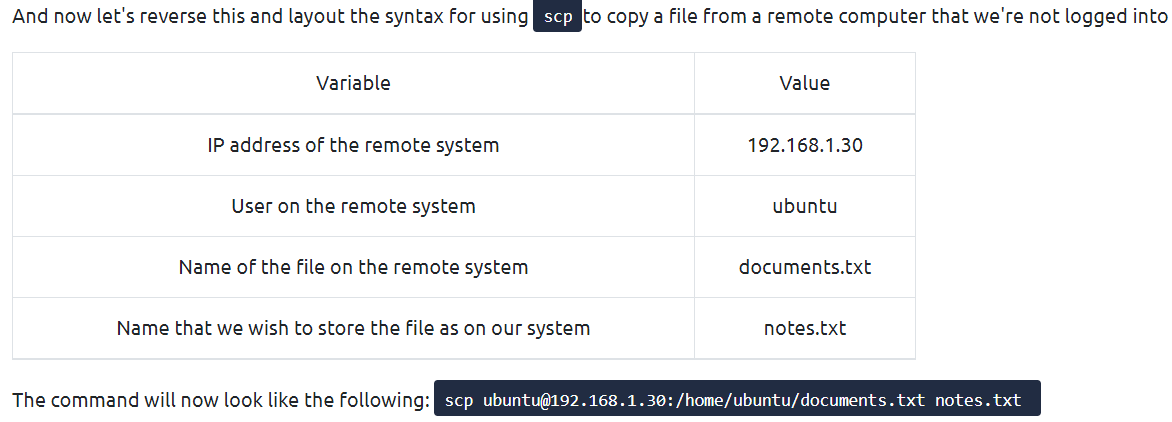 And now let's reverse this and layout the syntax for using scp to copy a file from a remote computer that we're not logged into
Variable Value
IP address of the remote system 192.168.1.30
User on the remote system ubuntu
Name of the file on the remote system documents.txt
Name that we wish to store the file as on our system notes.txt
The command will now look like the following: scp ubuntu@192.168.1.30:/home/ubuntu/documents.txt notes.txt